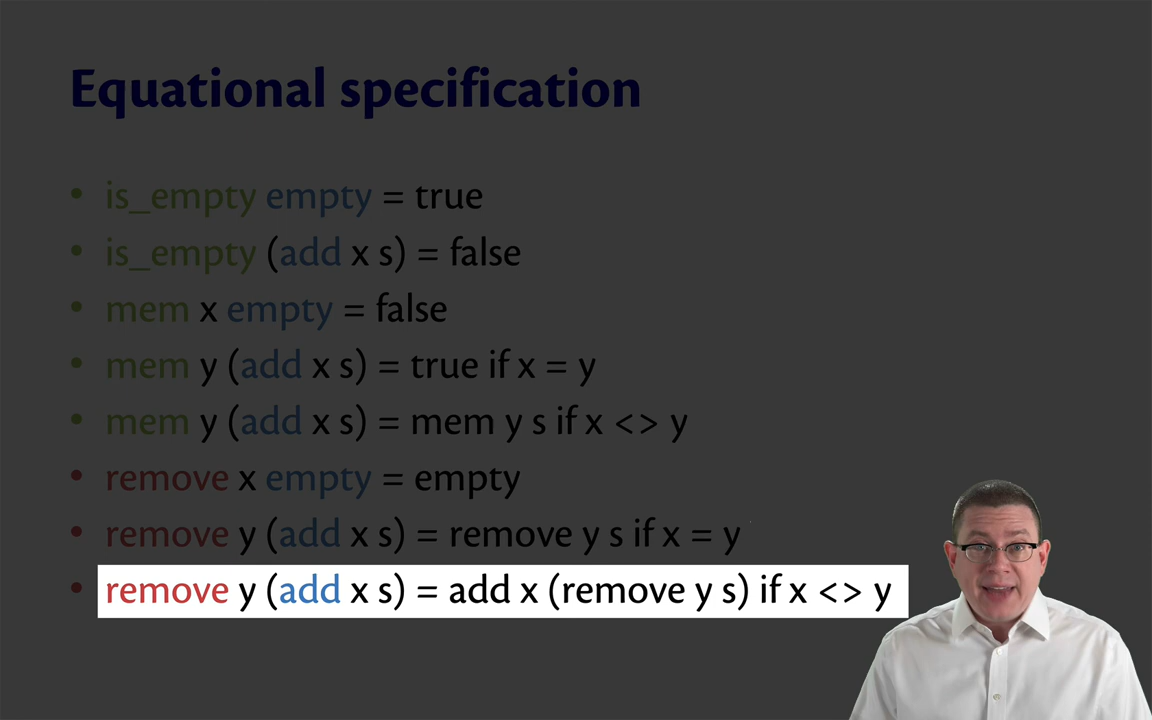 Equational specification
• is_empty empty = true
• is_empty (add x s) = false
• mem x empty = false
• mem y (add x s) = true if x = y
• mem y (add x s) = mem y s if x <> y
• remove x empty = empty
• remove y (add x s) = remove y s if x = y
• remove y (add x s) = add x (remove y s) if x <> y